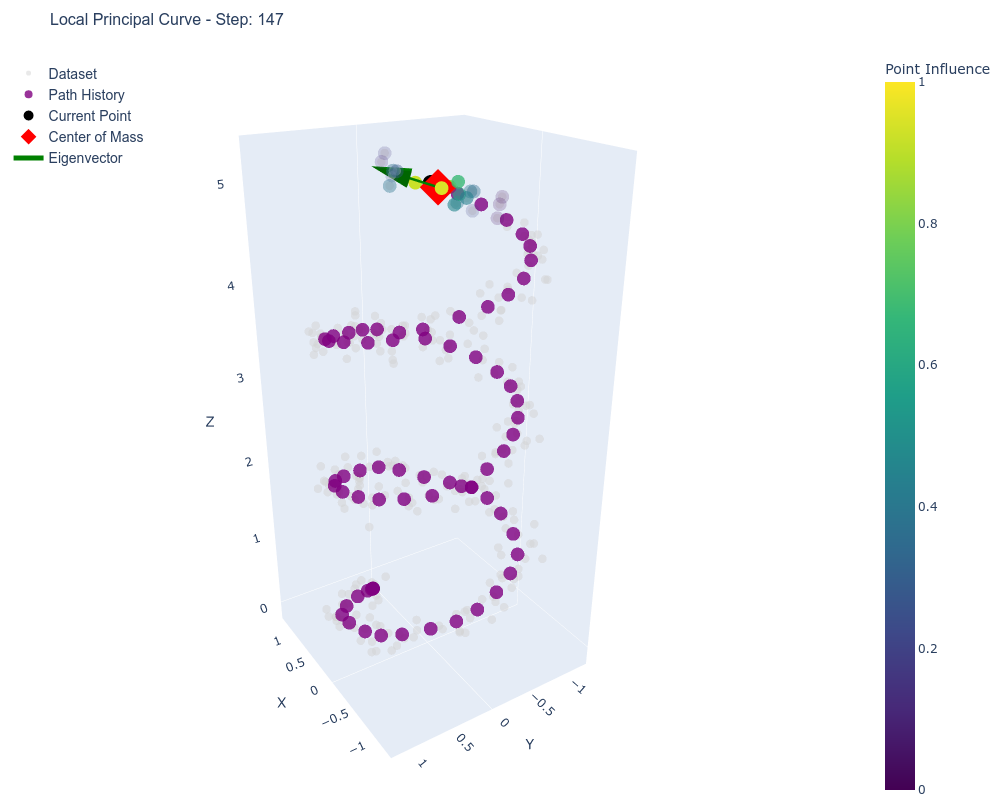 Local Principal Curve - Step: 147
Dataset
Path History
Current Point
Center of Mass
Eigenvector
Point Influence
1
0.8
0.6
0.4
0.2
0
5
4
3
Z
2
1
0
1
0.5
0
X
−0.5
−1
−1
−0.5
0
Y
0.5
1